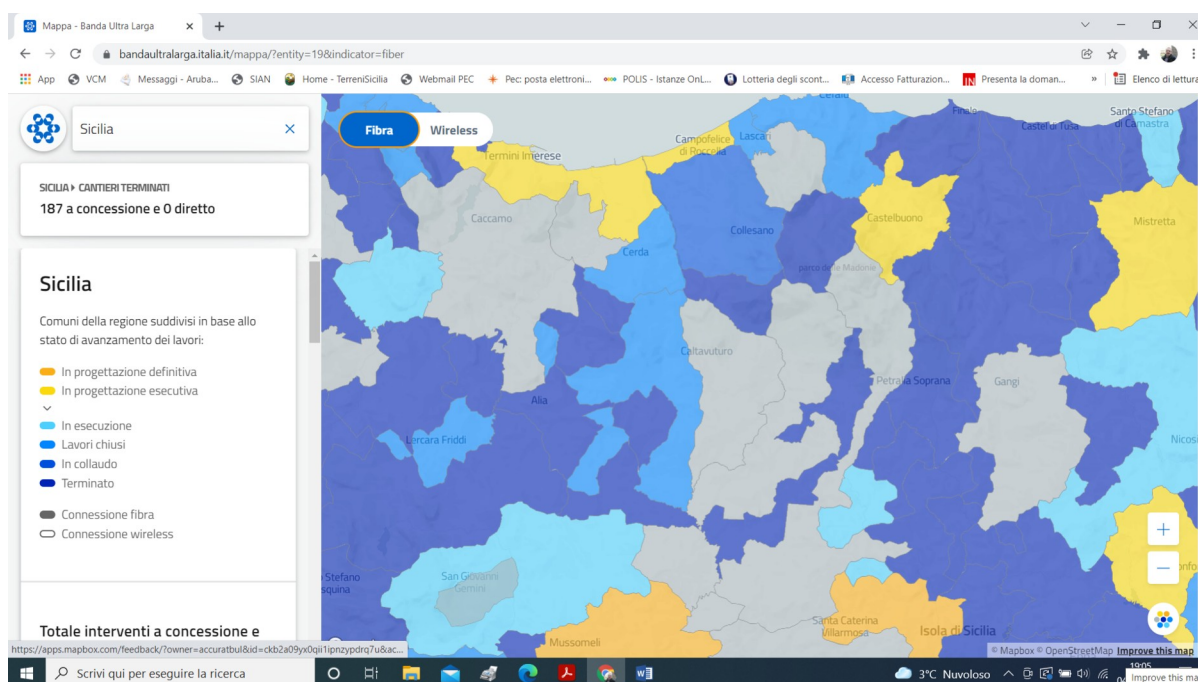 Mappa - Banda Ultra Larga
bandaultralarga.italia.it/mappa/?entity=19&indicator=fiber
App VCM Messaggi - Aruba... SIAN Home - TerreniSicilia Webmail PEC Pec: posta elettroni... POLIS - Istanze OnL... Lotteria degli scont... Accesso Fatturazion... IN Presenta la doman... » Elenco di lettura
Sicilia
Fibra Wireless
SICILIA CANTIERI TERMINATI
187 a concessione e 0 diretto
Sicilia
Comuni della regione suddivisi in base allo
stato di avanzamento dei lavori:
In progettazione definitiva
In progettazione esecutiva
In esecuzione
Lavori chiusi
In collaudo
Terminato
Connessione fibra
Connessione wireless
Totale interventi a concessione e
Finale
Castel di Tusa
Santo Stefano
di Camastra
Termini Imerese
Campofelice
di Roccella
Lascari
Caccamo
Collesano
Castelbuono
Mistretta
Cerda
parco delle Madonie
Caltavuturo
Petralia Soprana
Gangi
Alia
Lercara Friddi
Stefano
San Giovanni
Gemini
Mussomeli
Santa Caterina
Villarmosa
Isola di Sicilia
© Mapbox © OpenStreetMap Improve this map
https://apps.mapbox.com/feedback/?owner=accuratbul&id=ckb2a09yx0qii1ipnzypdrq7u&ac...
Scrivi qui per eseguire la ricerca
3°C Nuvoloso
19:05
Improve this ma